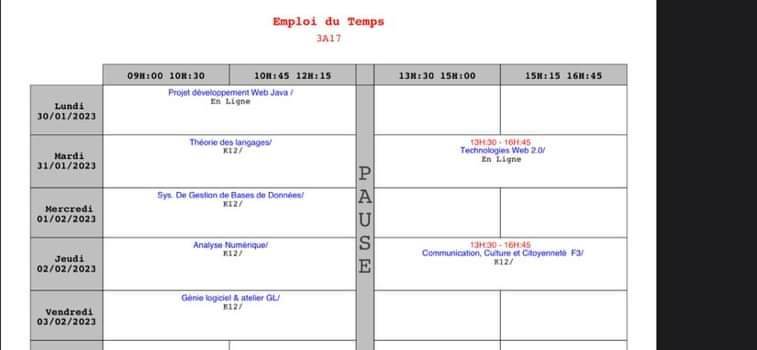 Emploi du Temps
3A17
09H:00 10H:30 10H:45 12H:15 13H:30 15H:00 15H:15 16H:45
Lundi
30/01/2023
Projet développement Web Java /
En Ligne
Mardi
31/01/2023
Théorie des langages/
K12/
13H:30 - 16H:45
Technologies Web 2.0/
En Ligne
Mercredi
01/02/2023
Sys. De Gestion de Bases de Données/
K12/
Jeudi
02/02/2023
Analyse Numérique/
K12/
13H:30 - 16H:45
Communication, Culture et Citoyenneté F3/
K12/
Vendredi
03/02/2023
Génie logiciel & atelier GL/
K12/
PAUSE